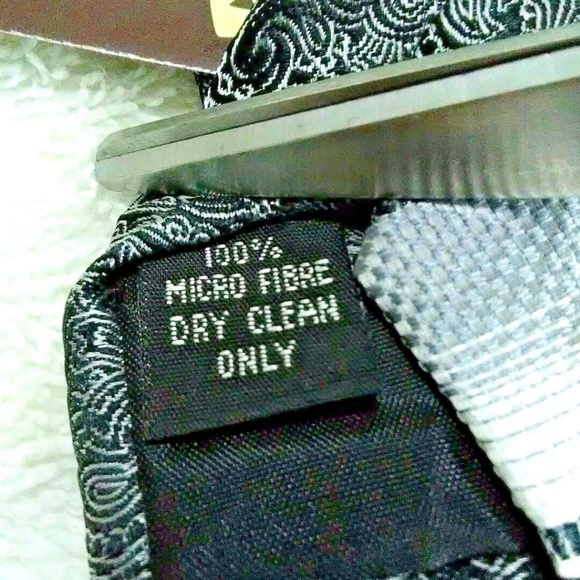 100%
MICRO FIBRE
DRY CLEAN
ONLY